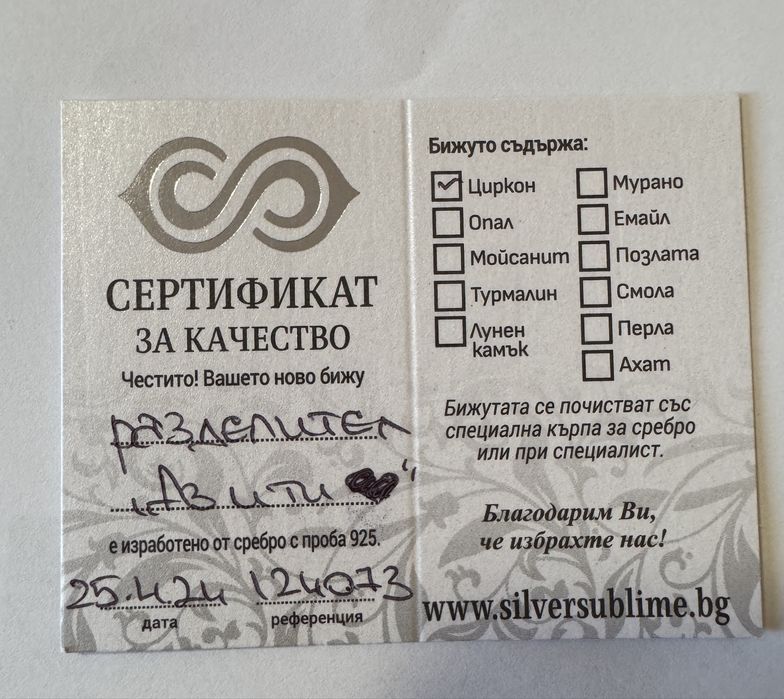 СЕРТИФИКАТ
ЗА КАЧЕСТВО
Честито! Вашето ново бижу
разделител
„Аз и ти ❤"
е изработено от сребро с проба 925.
25.4.24 124073
дата референция
Бижуто съдържа:
Циркон
Опал
Мойсанит
Турмалин
Лунен
камък
Мурано
Емайл
Позлата
Смола
Перла
Ахат
Бижутата се почистват със
специална кърпа за сребро
или при специалист.
Благодарим Ви,
че избрахте нас!
www.silversublime.bg